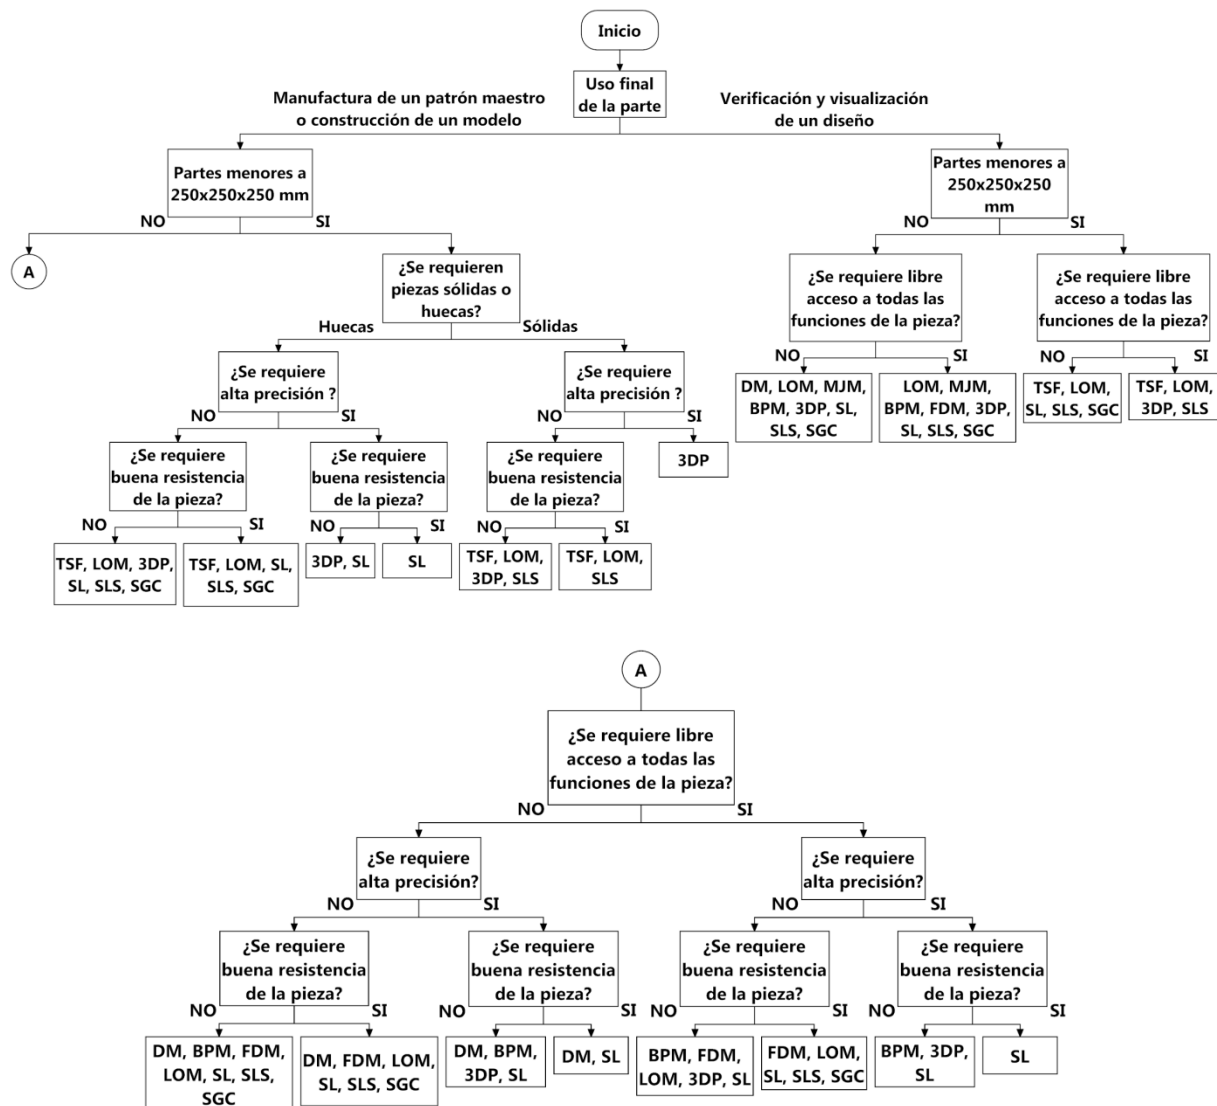 Inicio
Uso final
de la parte
Manufactura de un patrón maestro
o construcción de un modelo
Verificación y visualización
de un diseño
Partes menores a
250x250x250 mm
NO
SI
Partes menores a
250x250x250
mm
NO
SI
A
¿Se requieren
piezas sólidas o
huecas?
Huecas
Sólidas
¿Se requiere libre
acceso a todas las
funciones de la pieza?
NO
SI
¿Se requiere libre
acceso a todas las
funciones de la pieza?
NO
SI
¿Se requiere
alta precisión ?
NO
SI
¿Se requiere
alta precisión ?
NO
SI
DM, LOM, MJM,
BPM, 3DP, SL,
SLS, SGC
LOM, MJM,
BPM, FDM, 3DP,
SL, SLS, SGC
TSF, LOM,
SL, SLS, SGC
TSF, LOM,
3DP, SLS
¿Se requiere
buena resistencia
de la pieza?
NO
SI
¿Se requiere
buena resistencia
de la pieza?
NO
SI
¿Se requiere
buena resistencia
de la pieza?
NO
SI
3DP
TSF, LOM, 3DP,
SL, SLS, SGC
TSF, LOM, SL,
SLS, SGC
3DP, SL
SL
TSF, LOM,
3DP, SLS
TSF, LOM,
SLS
A
¿Se requiere libre
acceso a todas las
funciones de la pieza?
NO
SI
¿Se requiere
alta precisión?
NO
SI
¿Se requiere
alta precisión?
NO
SI
¿Se requiere
buena resistencia
de la pieza?
NO
SI
¿Se requiere
buena resistencia
de la pieza?
NO
SI
¿Se requiere
buena resistencia
de la pieza?
NO
SI
¿Se requiere
buena resistencia
de la pieza?
NO
SI
DM, BPM, FDM,
LOM, SL, SLS,
SGC
DM, FDM, LOM,
SL, SLS, SGC
DM, BPM,
3DP, SL
DM, SL
BPM, FDM,
LOM, 3DP, SL
FDM, LOM,
SL, SLS, SGC
BPM, 3DP,
SL
SL